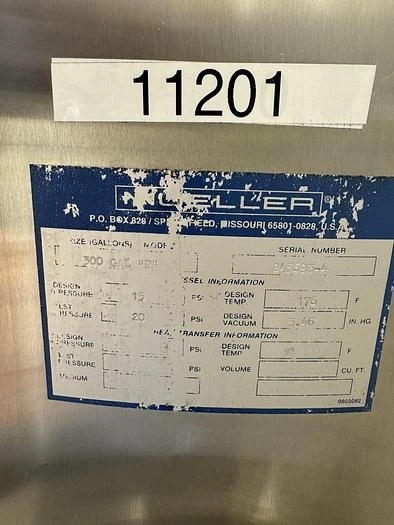 11201
MUELLER ®
P.O. BOX 828 / SPRINGFIELD, MISSOURI 65801-0828, U.S.A.
SIZE (GALLONS) MODEL SERIAL NUMBER
300 GAL
VESSEL INFORMATION
DESIGN PRESSURE 15 PSI DESIGN TEMP. F
TEST PRESSURE 20 DESIGN VACUUM IN. HG
HEAT TRANSFER INFORMATION
DESIGN PRESSURE PSI DESIGN TEMP F
TEST PRESSURE PSI VOLUME CU. FT.
MEDIUM
9803082